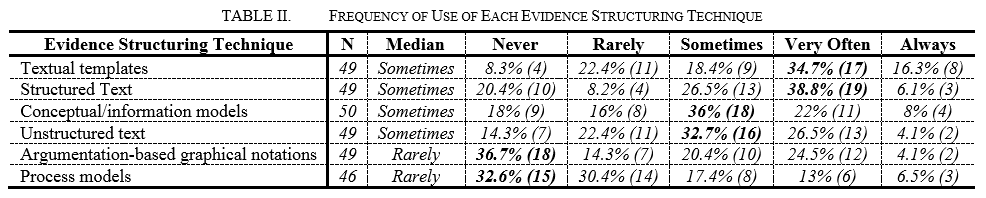 TABLE II. FREQUENCY OF USE OF EACH EVIDENCE STRUCTURING TECHNIQUE
Evidence Structuring Technique N Median Never Rarely Sometimes Very Often Always
Textual templates 49 Sometimes 8.3% (4) 22.4% (11) 18.4% (9) 34.7% (17) 16.3% (8)
Structured Text 49 Sometimes 20.4% (10) 8.2% (4) 26.5% (13) 38.8% (19) 6.1% (3)
Conceptual/information models 50 Sometimes 18% (9) 16% (8) 36% (18) 22% (11) 8% (4)
Unstructured text 49 Sometimes 14.3% (7) 22.4% (11) 32.7% (16) 26.5% (13) 4.1% (2)
Argumentation-based graphical notations 49 Rarely 36.7% (18) 14.3% (7) 20.4% (10) 24.5% (12) 4.1% (2)
Process models 46 Rarely 32.6% (15) 30.4% (14) 17.4% (8) 13% (6) 6.5% (3)